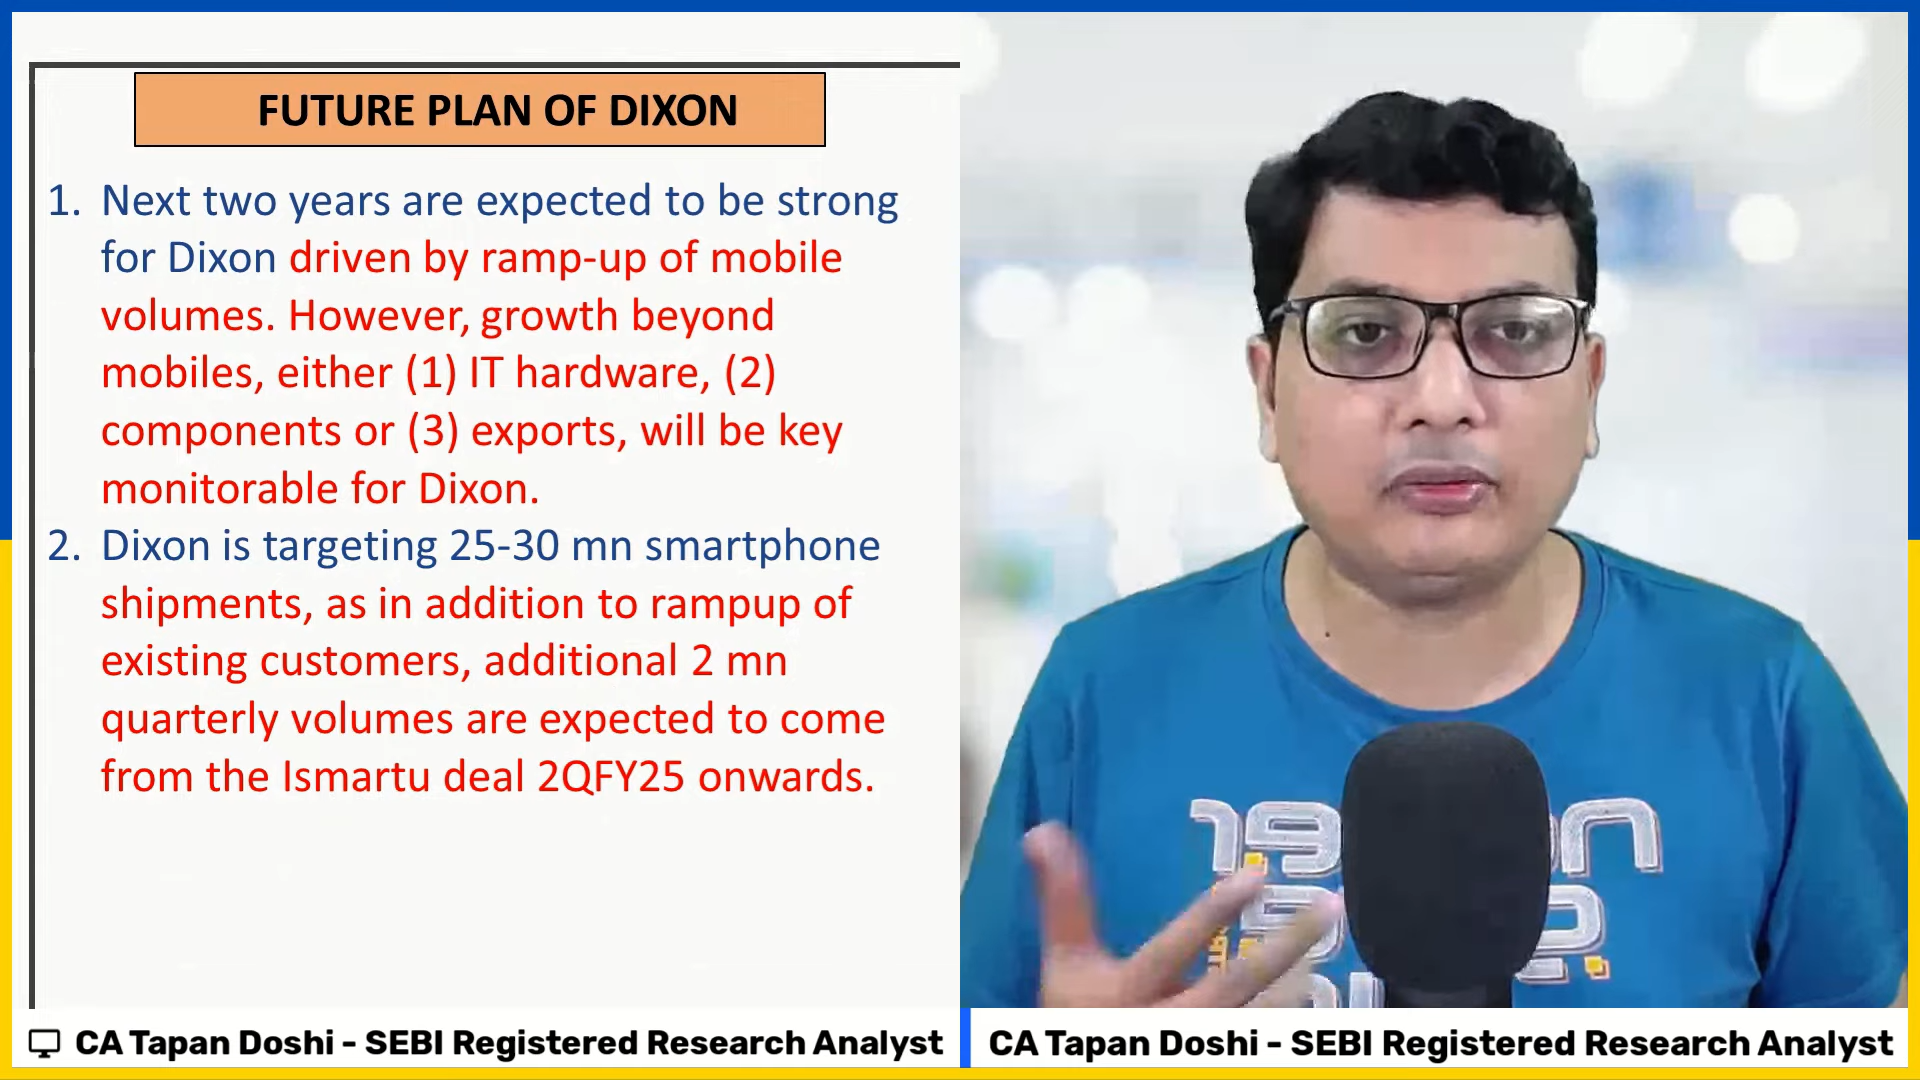 FUTURE PLAN OF DIXON
1. Next two years are expected to be strong
for Dixon driven by ramp-up of mobile
volumes. However, growth beyond
mobiles, either (1) IT hardware, (2)
components or (3) exports, will be key
monitorable for Dixon.
2. Dixon is targeting 25-30 mn smartphone
shipments, as in addition to rampup of
existing customers, additional 2 mn
quarterly volumes are expected to come
from the Ismartu deal 2QFY25 onwards.
CA Tapan Doshi - SEBI Registered Research Analyst
CA Tapan Doshi - SEBI Registered Research Analyst